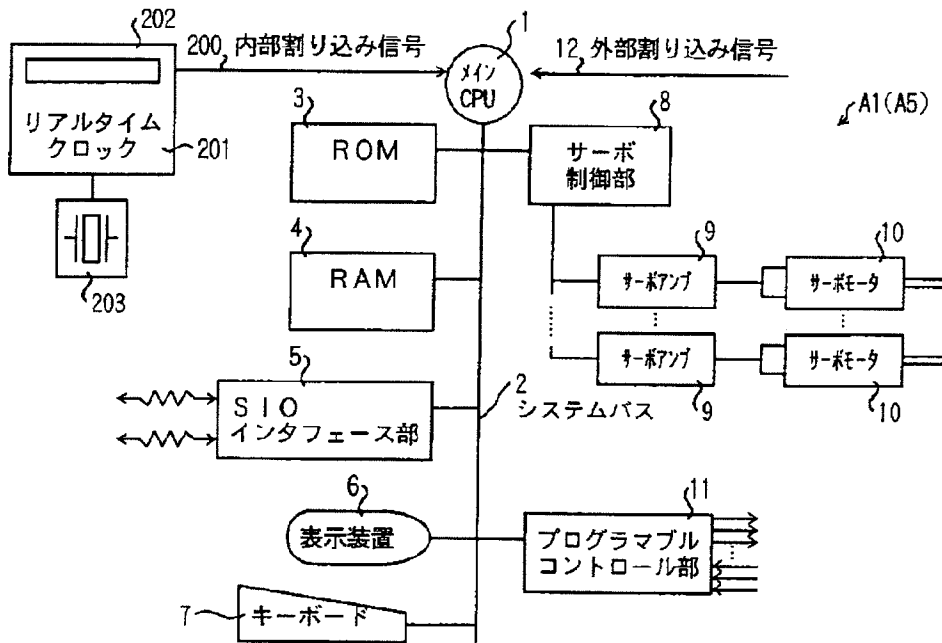 202
200 内部割り込み信号
1
12 外部割り込み信号
メイン
CPU
A1(A5)
リアルタイム
クロック
201
3
ROM
8
サーボ
制御部
203
4
RAM
9
サーボアンプ
10
サーボモータ
サーボアンプ
9
サーボモータ
10
5
SIO
インタフェース部
2
システムバス
6
表示装置
11
プログラマブル
コントロール部
7
キーボード